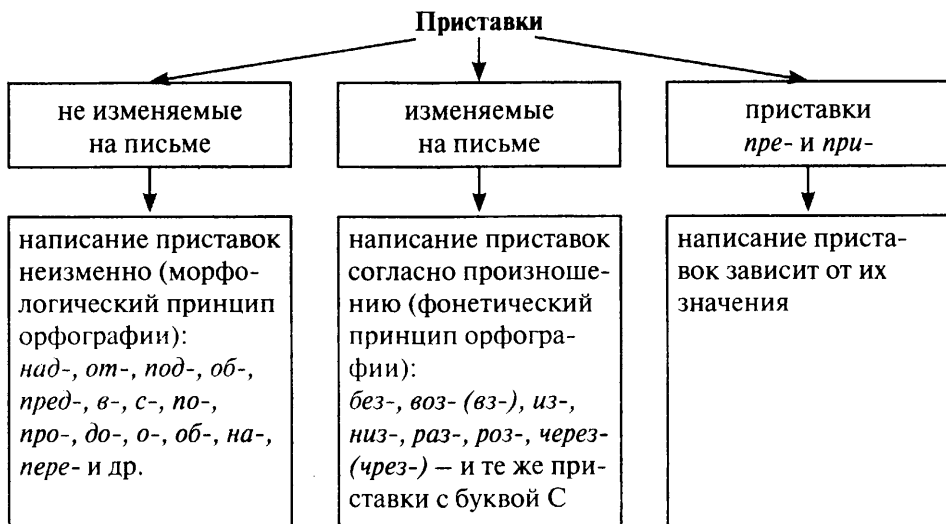 Приставки
не изменяемые
на письме
изменяемые
на письме
приставки
пре- и при-
написание приставок
неизменно (морфо-
логический принцип
орфографии):
над-, от-, под-, об-,
пред-, в-, с-, по-,
про-, до-, о-, об-, на-,
пере- и др.
написание приставок
согласно произноше-
нию (фонетический
принцип орфогра-
фии):
без-, воз- (вз-), из-,
низ-, раз-, роз-, через-
(чрез-) – и те же при-
ставки с буквой С
написание приста-
вок зависит от их
значения